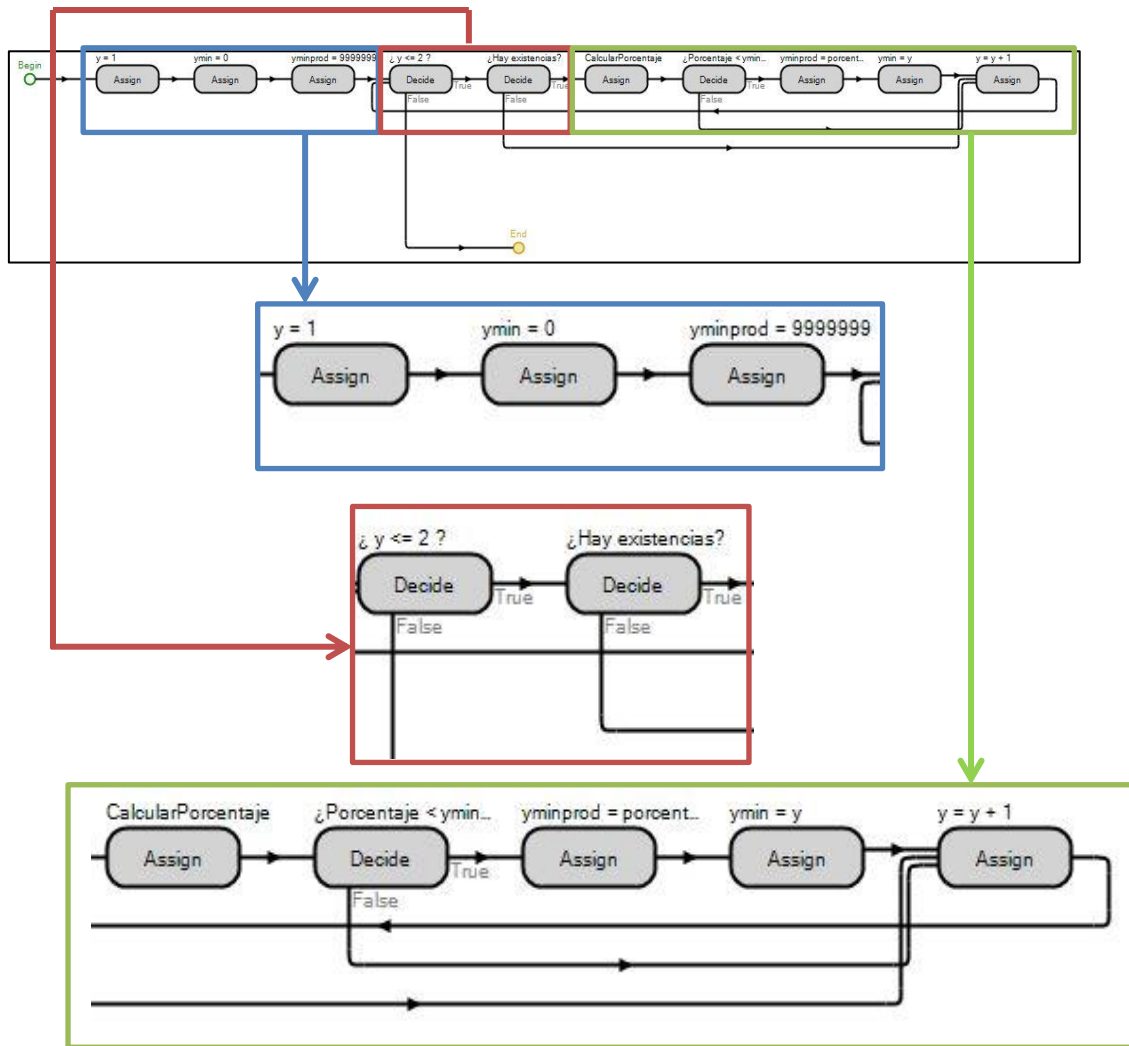 Begin
y = 1
ymin = 0
yminprod = 9999999
¿ y <= 2 ?
¿Hay existencias?
CalcularPorcentaje
¿Porcentaje < ymin...
yminprod = porcent...
ymin = y
y = y + 1
Assign
Assign
Assign
Decide
True
False
Decide
True
False
Assign
Decide
True
False
Assign
Assign
Assign
End
y = 1
ymin = 0
yminprod = 9999999
Assign
Assign
Assign
¿ y <= 2 ?
¿Hay existencias?
Decide
True
False
Decide
True
False
CalcularPorcentaje
¿Porcentaje < ymin...
yminprod = porcent...
ymin = y
y = y + 1
Assign
Decide
True
False
Assign
Assign
Assign